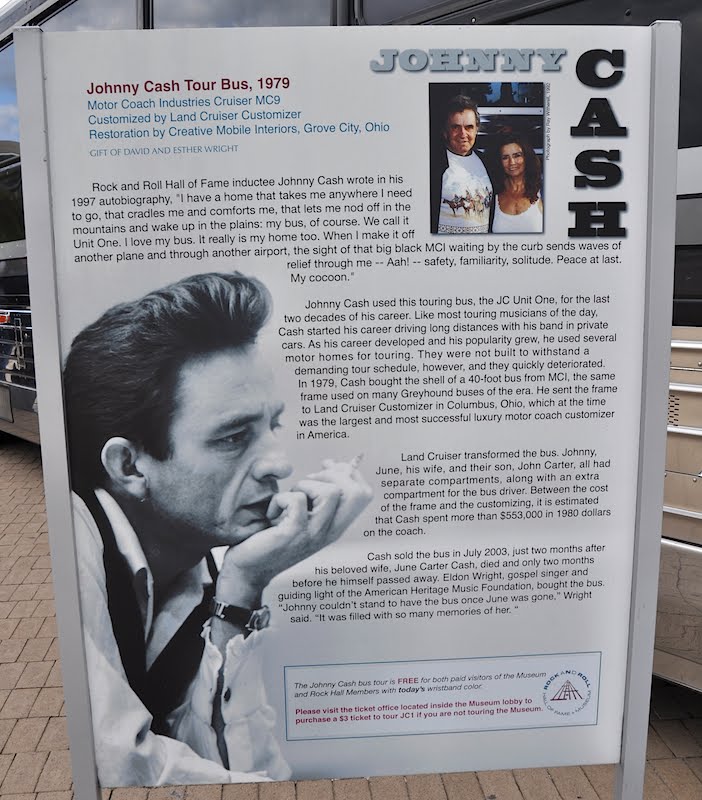 JOHNNY
CASH
Johnny Cash Tour Bus, 1979
Motor Coach Industries Cruiser MC9
Customized by Land Cruiser Customizer
Restoration by Creative Mobile Interiors, Grove City, Ohio
GIFT OF DAVID AND ESTHER WRIGHT
Rock and Roll Hall of Fame inductee Johnny Cash wrote in his
1997 autobiography, "I have a home that takes me anywhere I need
to go, that cradles me and comforts me, that lets me nod off in the
mountains and wake up in the plains: my bus, of course. We call it
Unit One. I love my bus. It really is my home too. When I make it off
another plane and through another airport, the sight of that big black MCI waiting by the curb sends waves of
relief through me -- Aah! -- safety, familiarity, solitude. Peace at last.
My cocoon."
Johnny Cash used this touring bus, the JC Unit One, for the last
two decades of his career. Like most touring musicians of the day,
Cash started his career driving long distances with his band in private
cars. As his career developed and his popularity grew, he used several
motor homes for touring. They were not built to withstand a
demanding tour schedule, however, and they quickly deteriorated.
In 1979, Cash bought the shell of a 40-foot bus from MCI, the same
frame used on many Greyhound buses of the era. He sent the frame
to Land Cruiser Customizer in Columbus, Ohio, which at the time
was the largest and most successful luxury motor coach customizer
in America.
Land Cruiser transformed the bus. Johnny,
June, his wife, and their son, John Carter, all had
separate compartments, along with an extra
compartment for the bus driver. Between the cost
of the frame and the customizing, it is estimated
that Cash spent more than $553,000 in 1980 dollars
on the coach.
Cash sold the bus in July 2003, just two months after
his beloved wife, June Carter Cash, died and only two months
before he himself passed away. Eldon Wright, gospel singer and
guiding light of the American Heritage Music Foundation, bought the bus.
"Johnny couldn't stand to have the bus once June was gone," Wright
said. "It was filled with so many memories of her. "
The Johnny Cash bus tour is FREE for both paid visitors of the Museum
and Rock Hall Members with today's wristband color.
Please visit the ticket office located inside the Museum lobby to
purchase a $3 ticket to tour JC1 if you are not touring the Museum.
ROCK AND ROLL
HALL OF FAME + MUSEUM